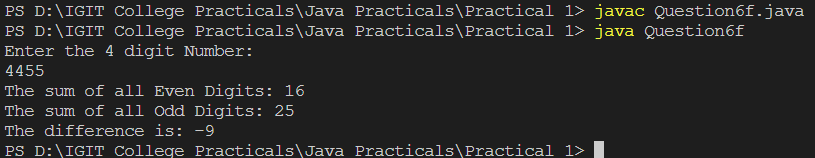 PS D:\IGIT College Practicals\Java Practicals\Practical 1> javac Question6f.java
PS D:\IGIT College Practicals\Java Practicals\Practical 1> java Question6f
Enter the 4 digit Number:
4455
The sum of all Even Digits: 16
The sum of all Odd Digits: 25
The difference is: -9
PS D:\IGIT College Practicals\Java Practicals\Practical 1>